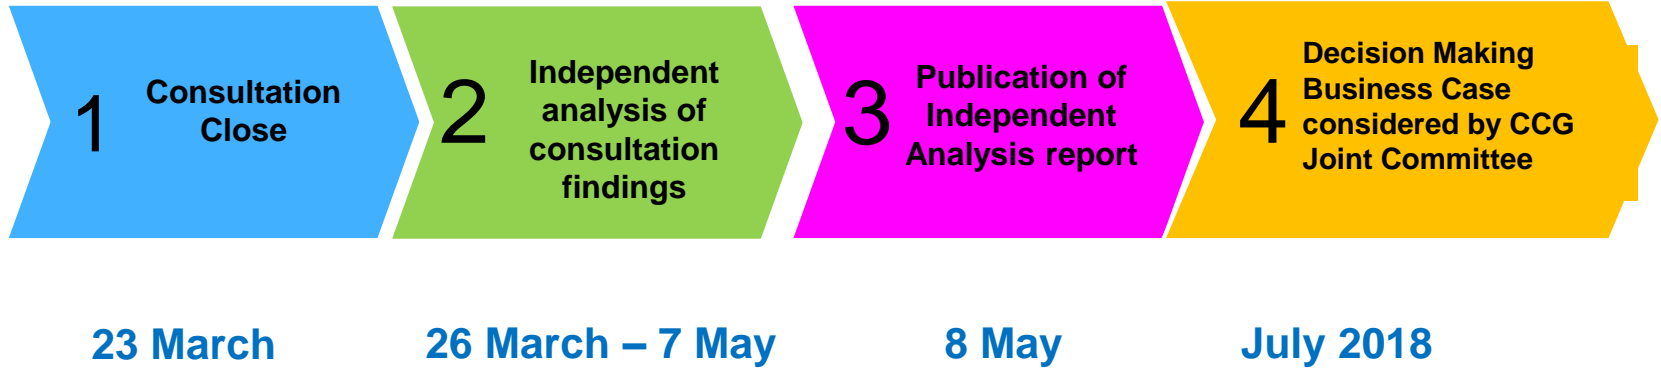 1
Consultation
Close
2
Independent
analysis of
consultation
findings
3
Publication of
Independent
Analysis report
4
Decision Making
Business Case
considered by CCG
Joint Committee
23 March
26 March – 7 May
8 May
July 2018